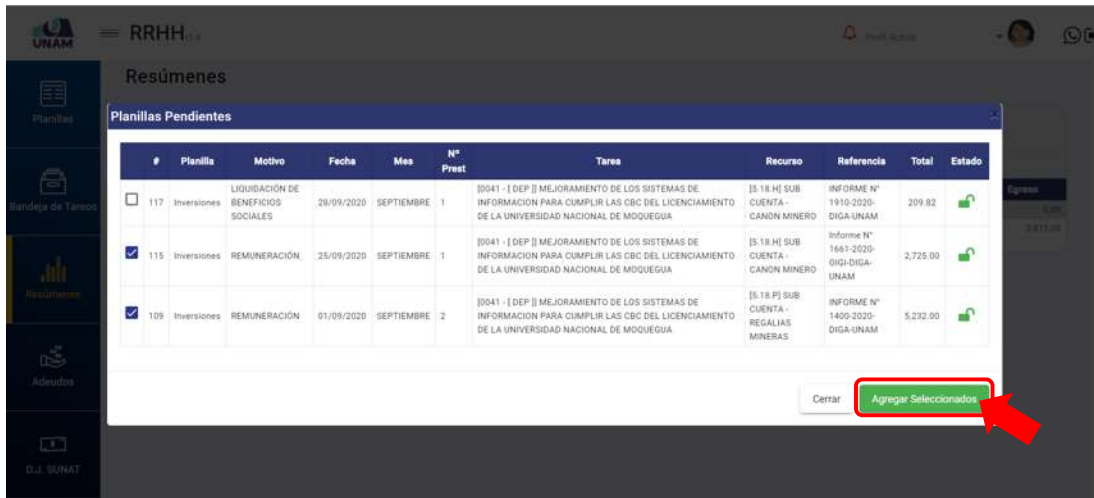 UNAM
RRHH
Perfil Activo
Resúmenes
Planillas
Bandeja de Tareos
Resúmenes
Adeudos
D.J. SUNAT
Egreso
Planillas Pendientes
# Planilla Motivo Fecha Mes N° Prest Tarea Recurso Referencia Total Estado
117 Inversiones LIQUIDACIÓN DE BENEFICIOS SOCIALES 28/09/2020 SEPTIEMBRE 1 [0041 - [ DEP ]] MEJORAMIENTO DE LOS SISTEMAS DE INFORMACION PARA CUMPLIR LAS CBC DEL LICENCIAMIENTO DE LA UNIVERSIDAD NACIONAL DE MOQUEGUA [5.18.H] SUB CUENTA - CANON MINERO INFORME N° 1910-2020-DIGA-UNAM 209.82
115 Inversiones REMUNERACIÓN 25/09/2020 SEPTIEMBRE 1 [0041 - [ DEP ]] MEJORAMIENTO DE LOS SISTEMAS DE INFORMACION PARA CUMPLIR LAS CBC DEL LICENCIAMIENTO DE LA UNIVERSIDAD NACIONAL DE MOQUEGUA [5.18.H] SUB CUENTA - CANON MINERO Informe N° 1661-2020-OIGI-DIGA-UNAM 2,725.00
109 Inversiones REMUNERACIÓN 01/09/2020 SEPTIEMBRE 2 [0041 - [ DEP ]] MEJORAMIENTO DE LOS SISTEMAS DE INFORMACION PARA CUMPLIR LAS CBC DEL LICENCIAMIENTO DE LA UNIVERSIDAD NACIONAL DE MOQUEGUA [5.18.P] SUB CUENTA - REGALIAS MINERAS INFORME N° 1400-2020-DIGA-UNAM 5,232.00
Cerrar
Agregar Seleccionados